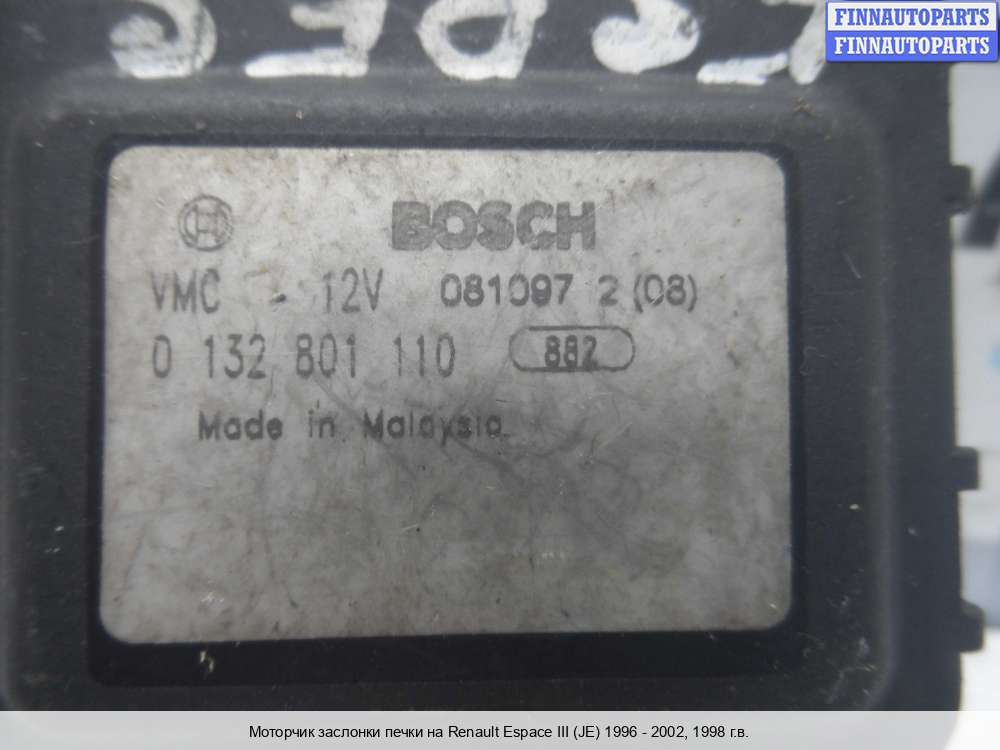 FINNAUTOPARTS
FINNAUTOPARTS
BOSCH
VMC - 12V 081097 2 (08)
0 132 801 110 882
Made in Malaysia
Моторчик заслонки печки на Renault Espace III (JE) 1996 - 2002, 1998 г.в.